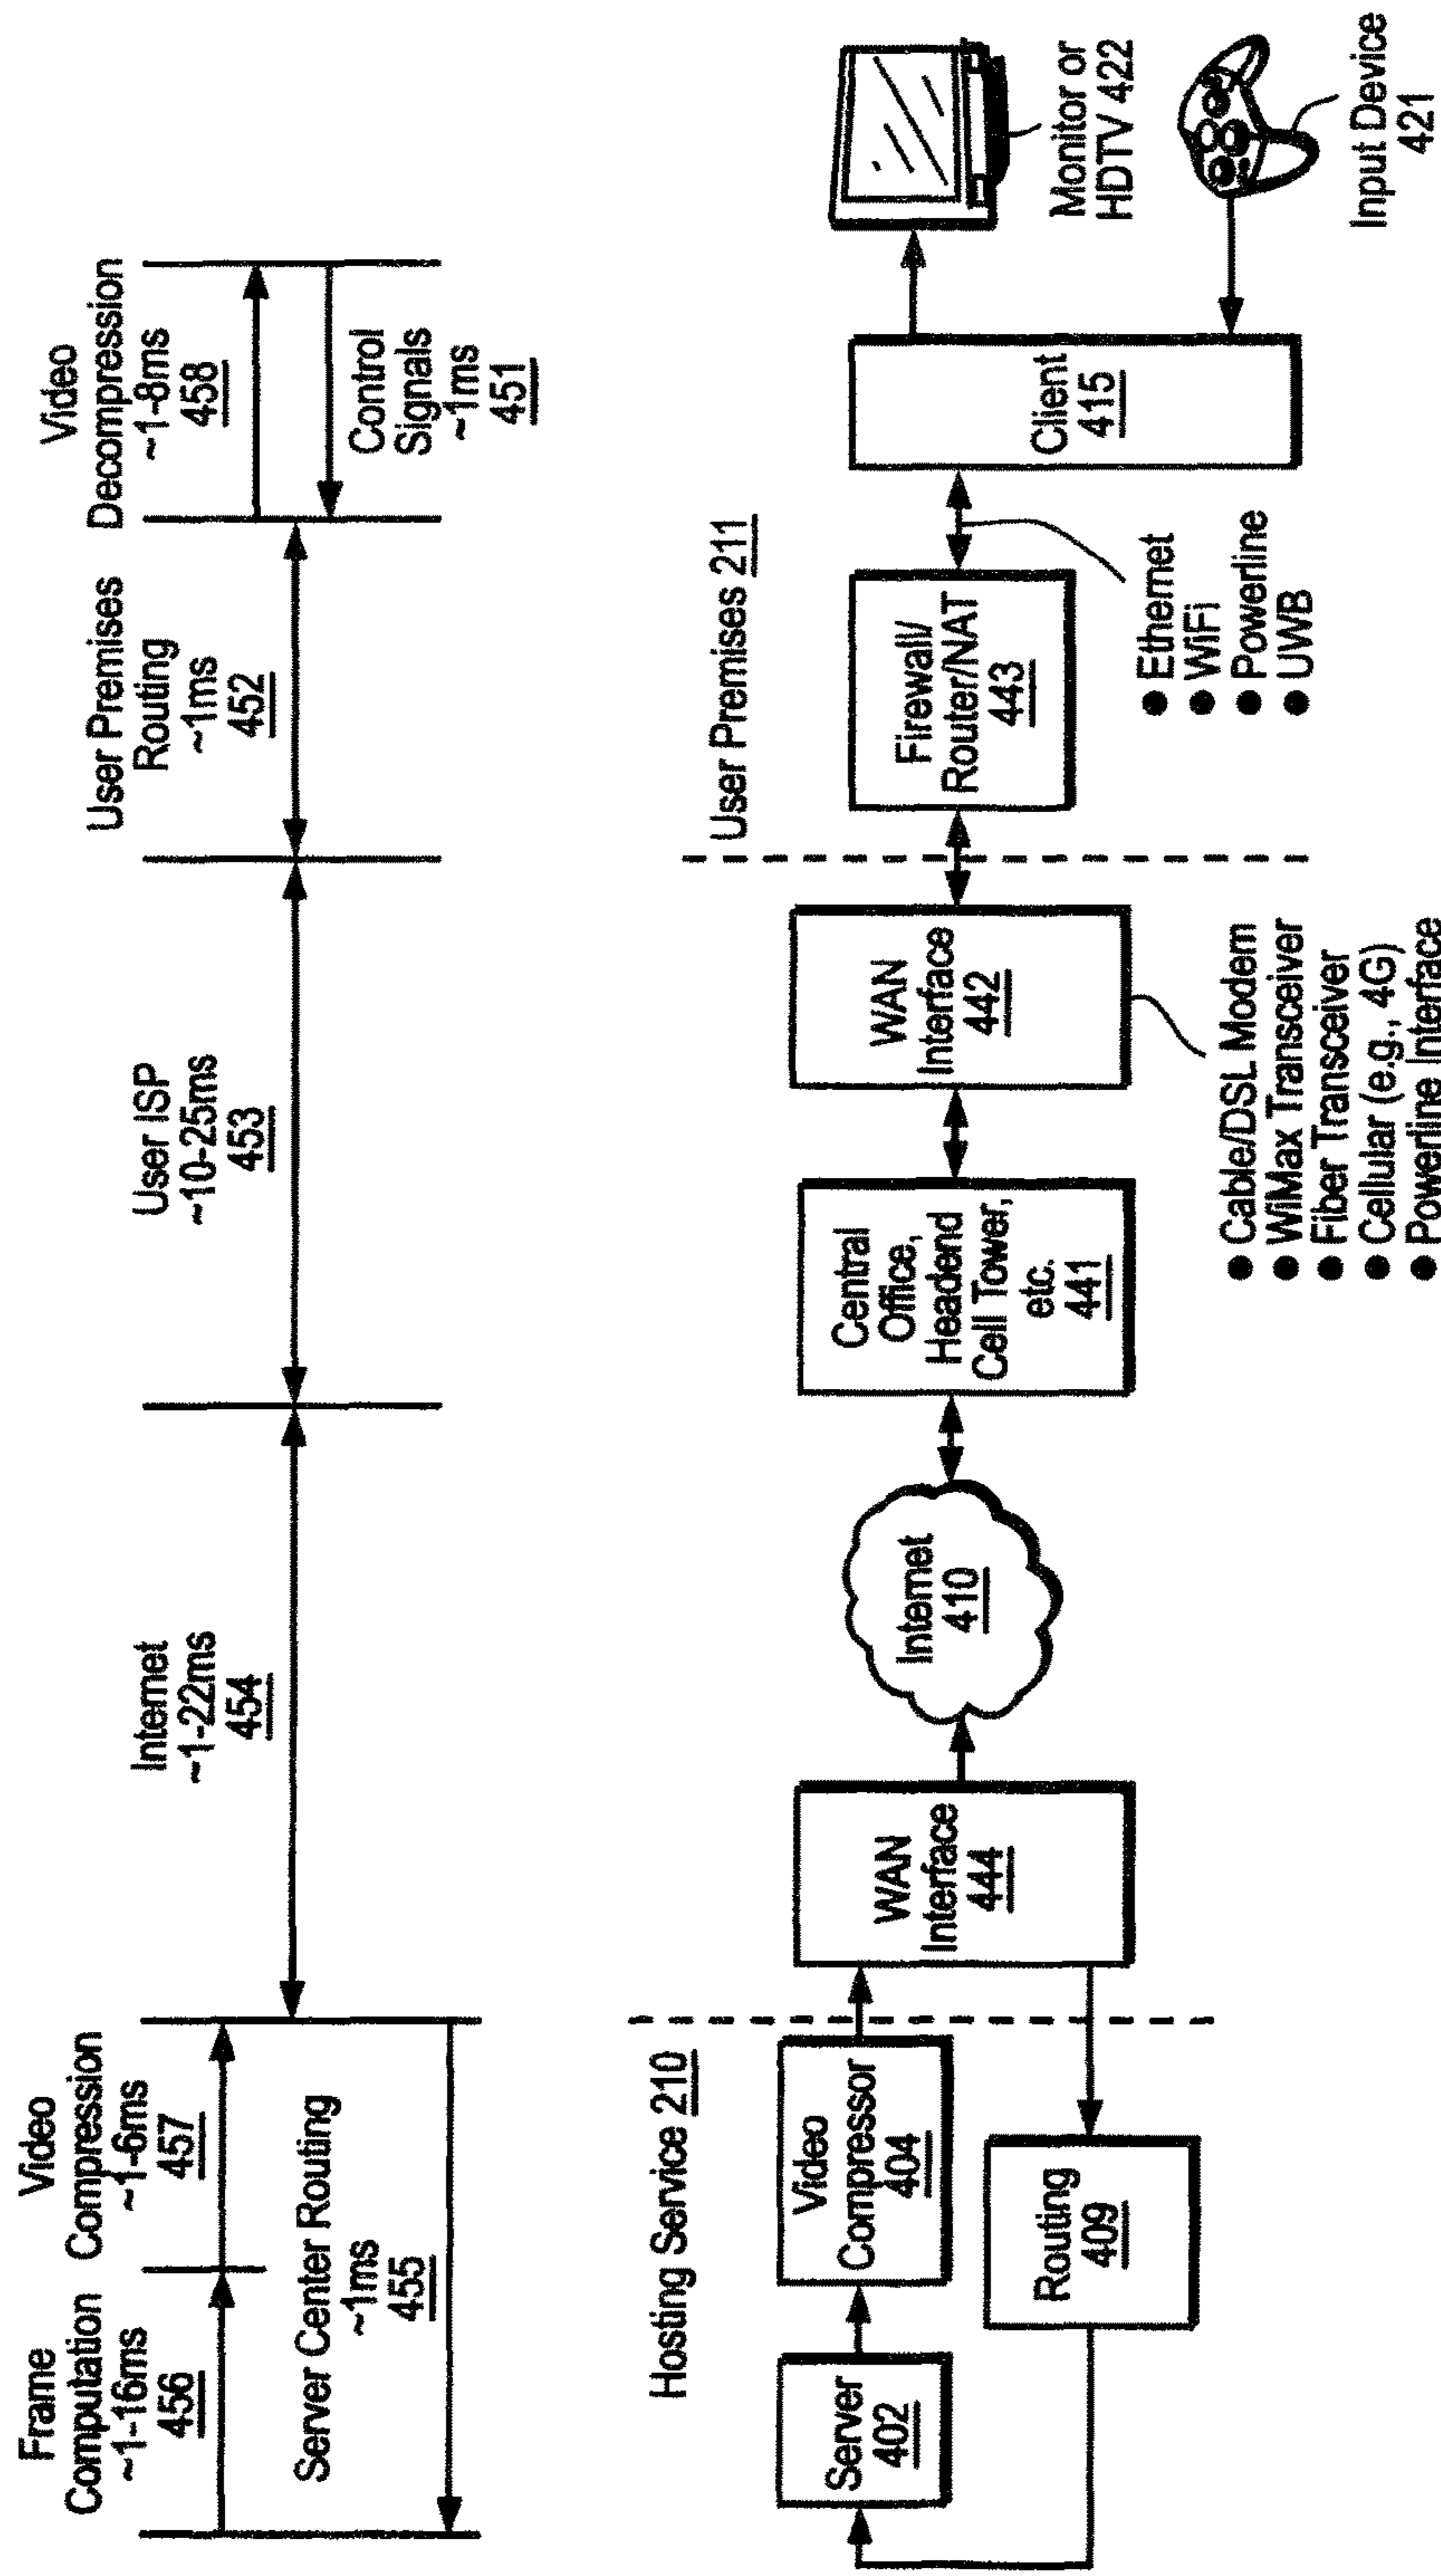 Frame
Computation
~1-16ms
456
Video
Compression
~1-6ms
457
Server Center Routing
~1ms
455
Internet
~1-22ms
454
User ISP
~10-25ms
453
User Premises
Routing
~1ms
452
Video
Decompression
~1-8ms
458
Control
Signals
~1ms
451
Hosting Service 210
Server
402
Video
Compressor
404
Routing
409
WAN
Interface
444
Internet
410
Central
Office,
Headend
Cell Tower,
etc.
441
WAN
Interface
442
● Cable/DSL Modem
● WiMax Transceiver
● Fiber Transceiver
● Cellular (e.g., 4G)
● Powerline Interface
User Premises 211
Firewall/
Router/NAT
443
● Ethernet
● WiFi
● Powerline
● UWB
Client
415
Monitor or
HDTV 422
Input Device
421